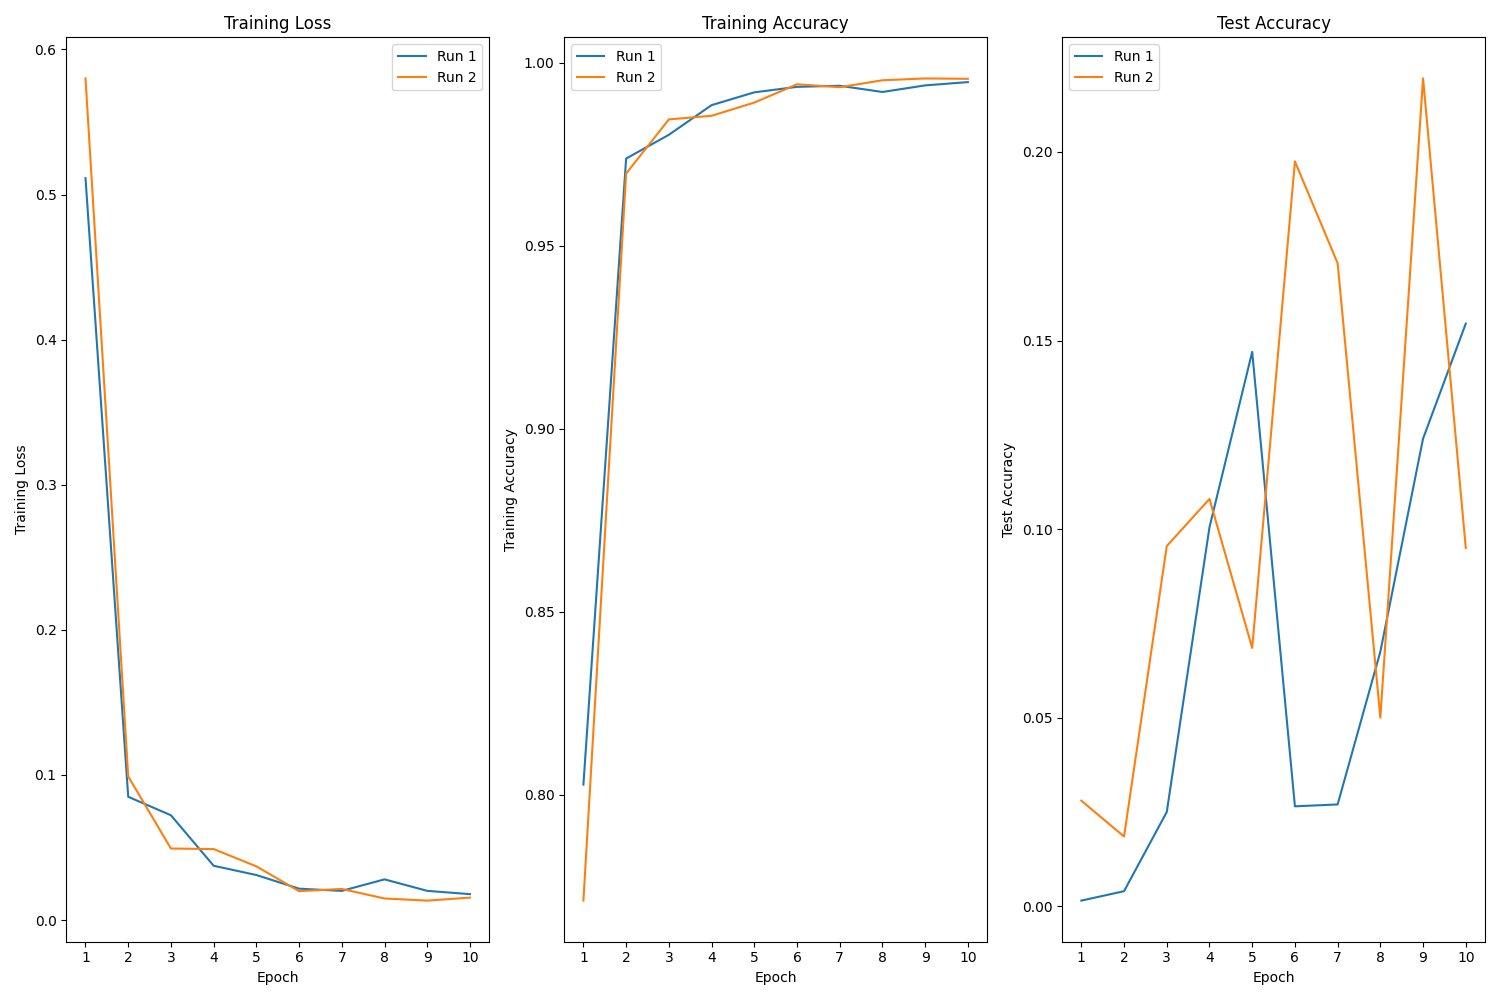 Training Loss
Training Loss
0.6
0.5
0.4
0.3
0.2
0.1
0.0
Run 1
Run 2
1 2 3 4 5 6 7 8 9 10
Epoch
Training Accuracy
Training Accuracy
1.00
0.95
0.90
0.85
0.80
Run 1
Run 2
1 2 3 4 5 6 7 8 9 10
Epoch
Test Accuracy
Test Accuracy
0.20
0.15
0.10
0.05
0.00
Run 1
Run 2
1 2 3 4 5 6 7 8 9 10
Epoch